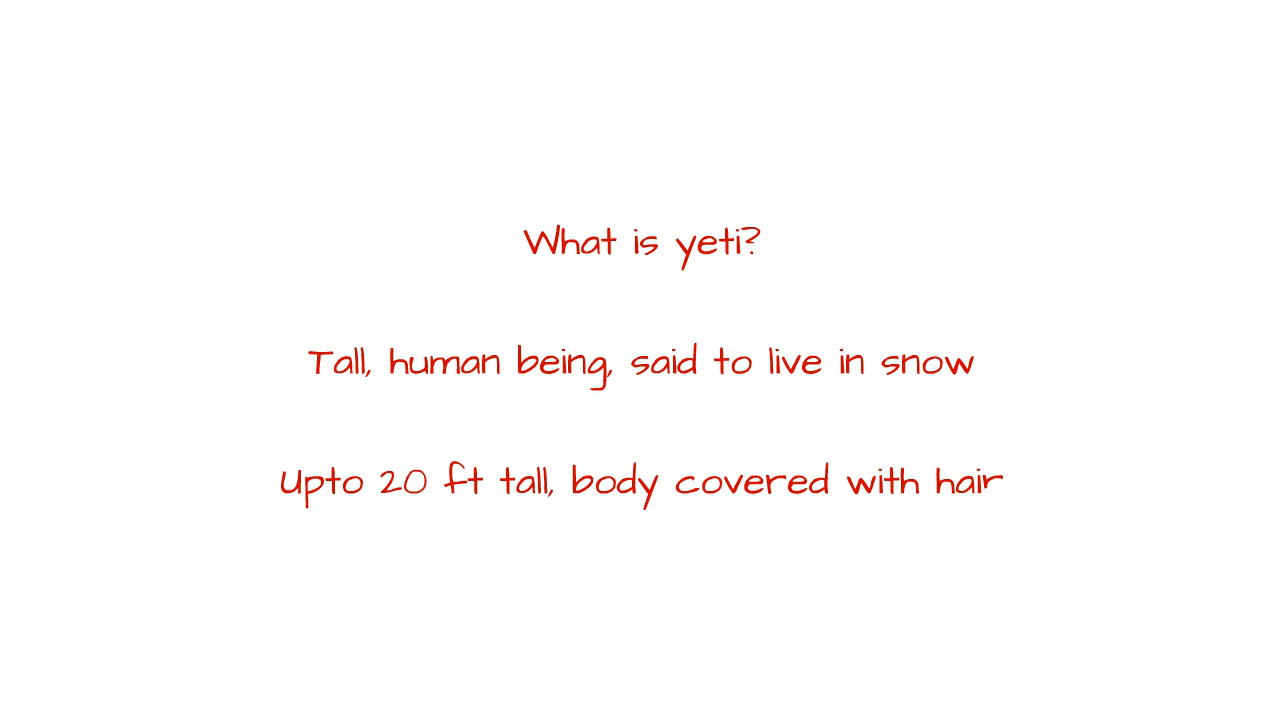 What is yeti?
Tall, human being, said to live in snow
Upto 20 ft tall, body covered with hair